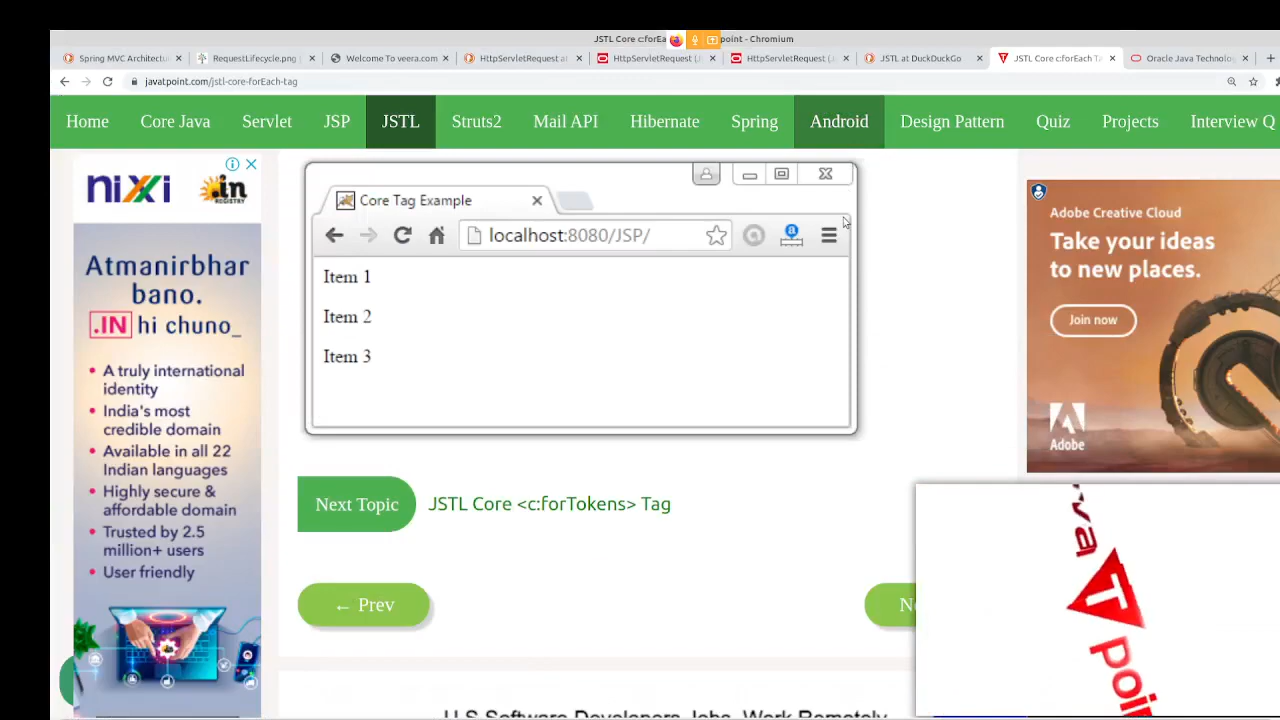 JSTL Core c:forEa
point - Chromium
Spring MVC Architectu
RequestLifecycle.png
Welcome To veera.com
HttpServletRequest a
HttpServletRequest (J
HttpServletRequest (J
JSTL at DuckDuckGo
JSTL Core c:forEach T
Oracle Java Technolo
javatpoint.com/jstl-core-forEach-tag
Home Core Java Servlet JSP JSTL Struts2 Mail API Hibernate Spring Android Design Pattern Quiz Projects Interview Q
nixi .in
REGISTRY
Atmanirbhar
bano.
.IN hi chuno_
• A truly international
identity
• India's most
credible domain
• Available in all 22
Indian languages
• Highly secure &
affordable domain
• Trusted by 2.5
million+ users
• User friendly
Core Tag Example
localhost:8080/JSP/
Item 1
Item 2
Item 3
Next Topic JSTL Core <c:forTokens> Tag
← Prev
Adobe Creative Cloud
Take your ideas
to new places.
Join now
Adobe
va
T
poi